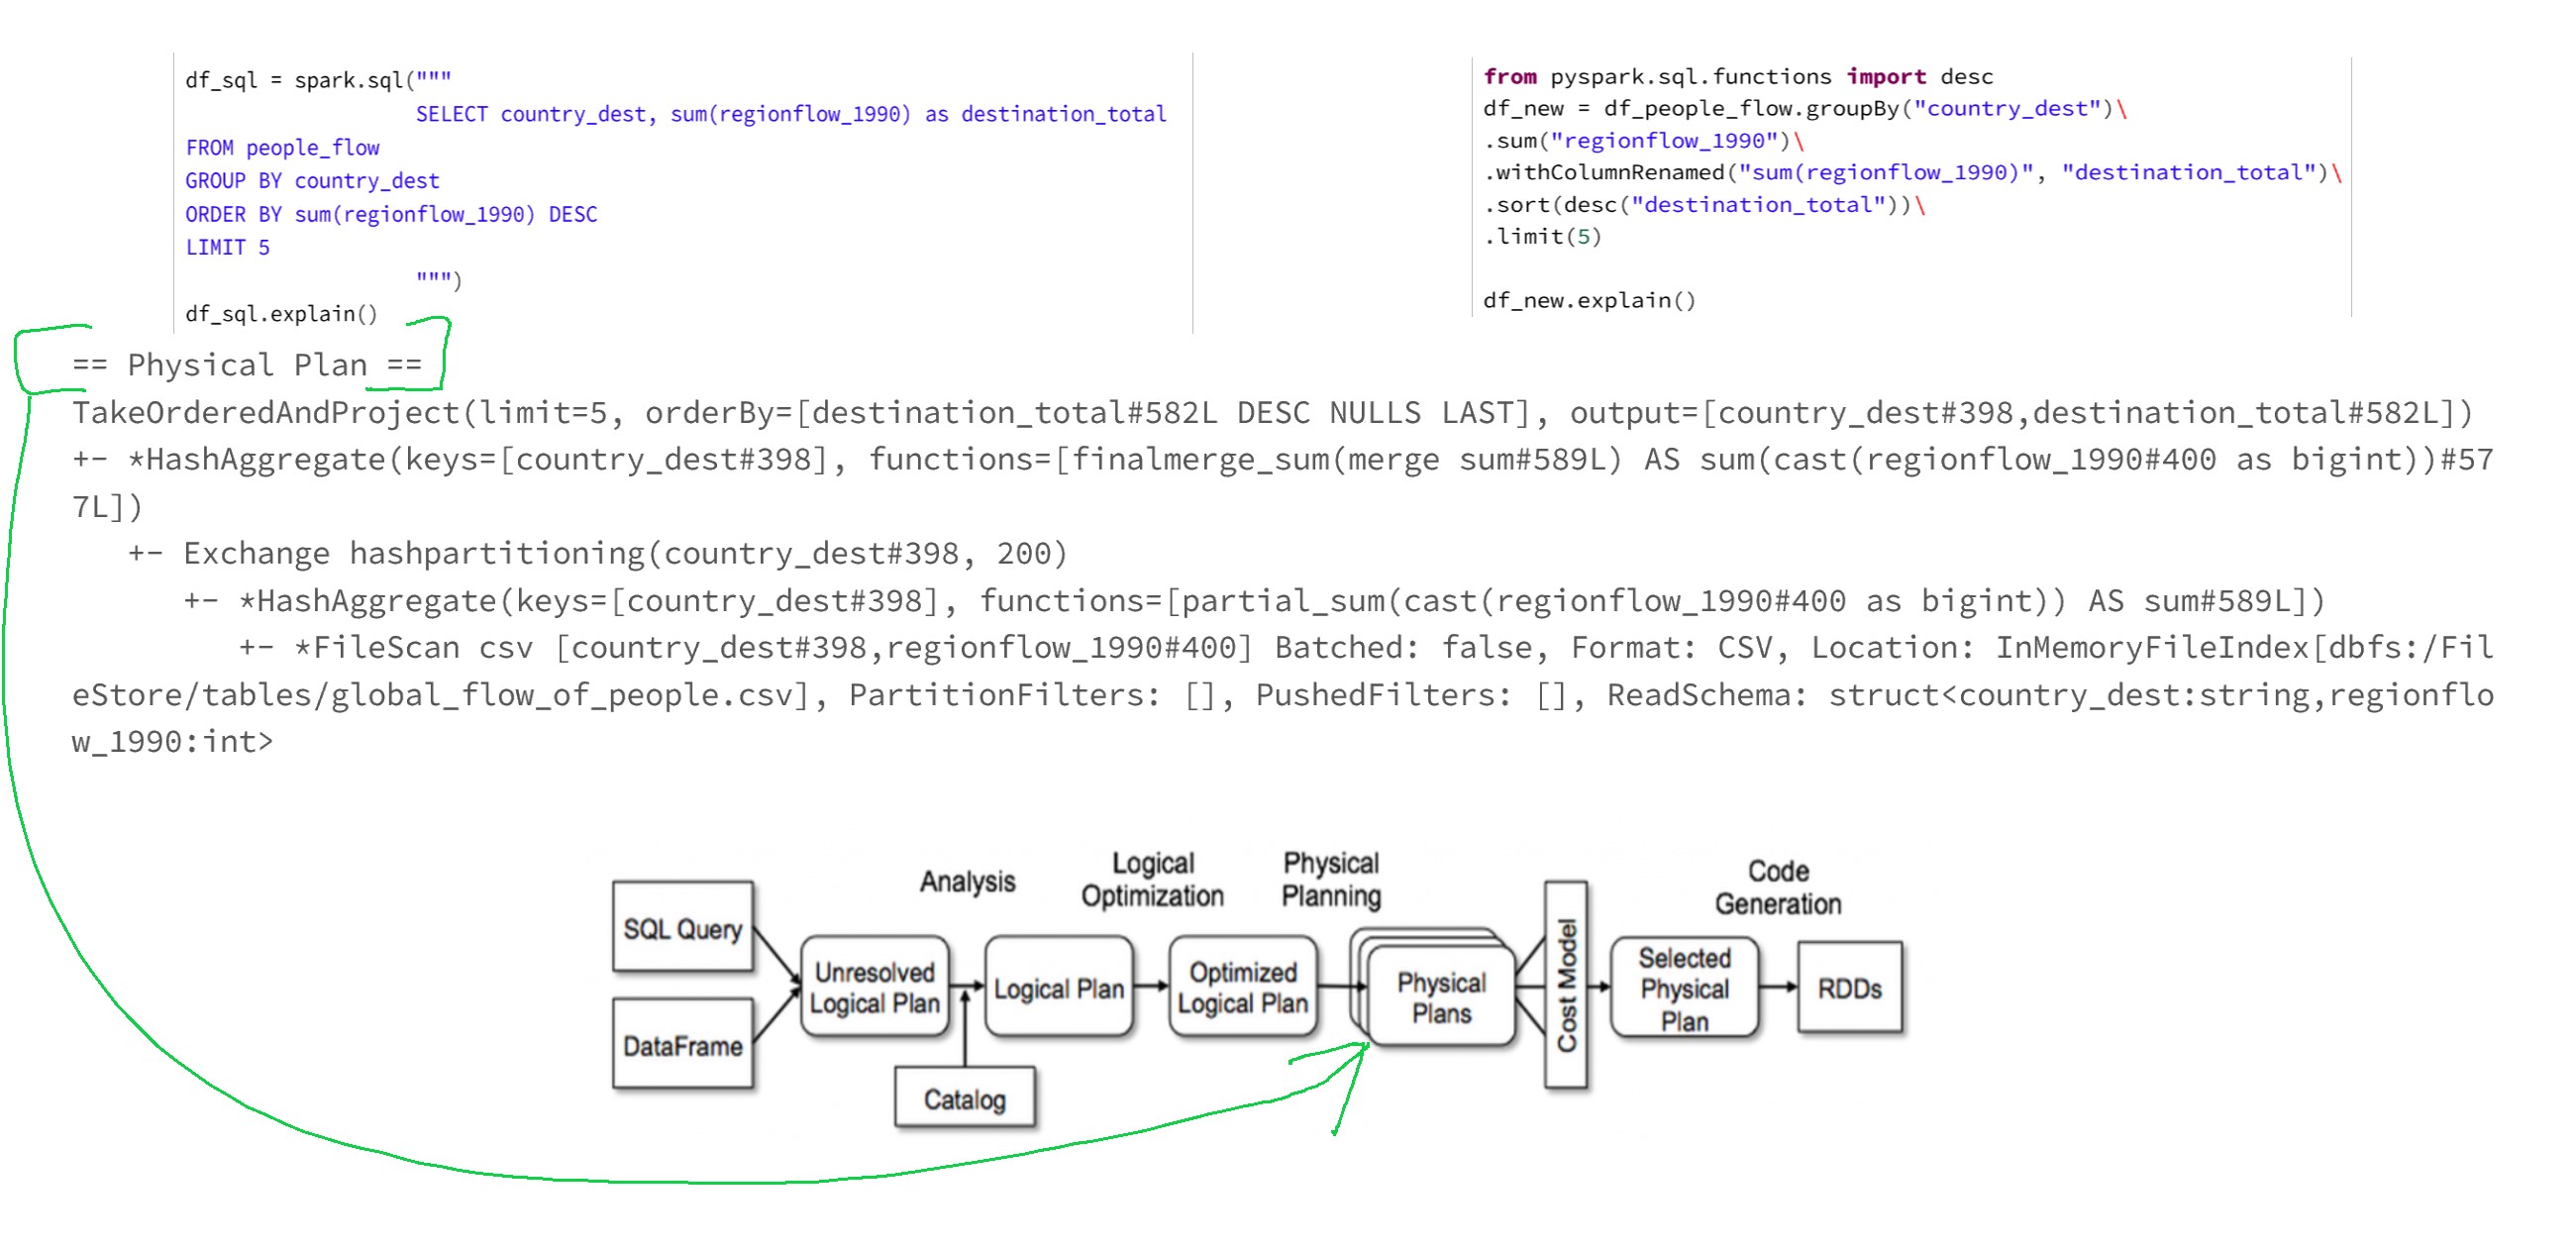 df_sql = spark.sql("""
SELECT country_dest, sum(regionflow_1990) as destination_total
FROM people_flow
GROUP BY country_dest
ORDER BY sum(regionflow_1990) DESC
LIMIT 5
""")
df_sql.explain()
from pyspark.sql.functions import desc
df_new = df_people_flow.groupBy("country_dest")\
.sum("regionflow_1990")\
.withColumnRenamed("sum(regionflow_1990)", "destination_total")\
.sort(desc("destination_total"))\
.limit(5)
df_new.explain()
== Physical Plan ==
TakeOrderedAndProject(limit=5, orderBy=[destination_total#582L DESC NULLS LAST], output=[country_dest#398,destination_total#582L])
+- *HashAggregate(keys=[country_dest#398], functions=[finalmerge_sum(merge sum#589L) AS sum(cast(regionflow_1990#400 as bigint))#57
7L])
+- Exchange hashpartitioning(country_dest#398, 200)
+- *HashAggregate(keys=[country_dest#398], functions=[partial_sum(cast(regionflow_1990#400 as bigint)) AS sum#589L])
+- *FileScan csv [country_dest#398,regionflow_1990#400] Batched: false, Format: CSV, Location: InMemoryFileIndex[dbfs:/Fil
eStore/tables/global_flow_of_people.csv], PartitionFilters: [], PushedFilters: [], ReadSchema: struct<country_dest:string,regionflo
w_1990:int>
Analysis
Logical
Optimization
Physical
Planning
Code
Generation
SQL Query
DataFrame
Unresolved
Logical Plan
Catalog
Logical Plan
Optimized
Logical Plan
Physical
Plans
Cost Model
Selected
Physical
Plan
RDDs